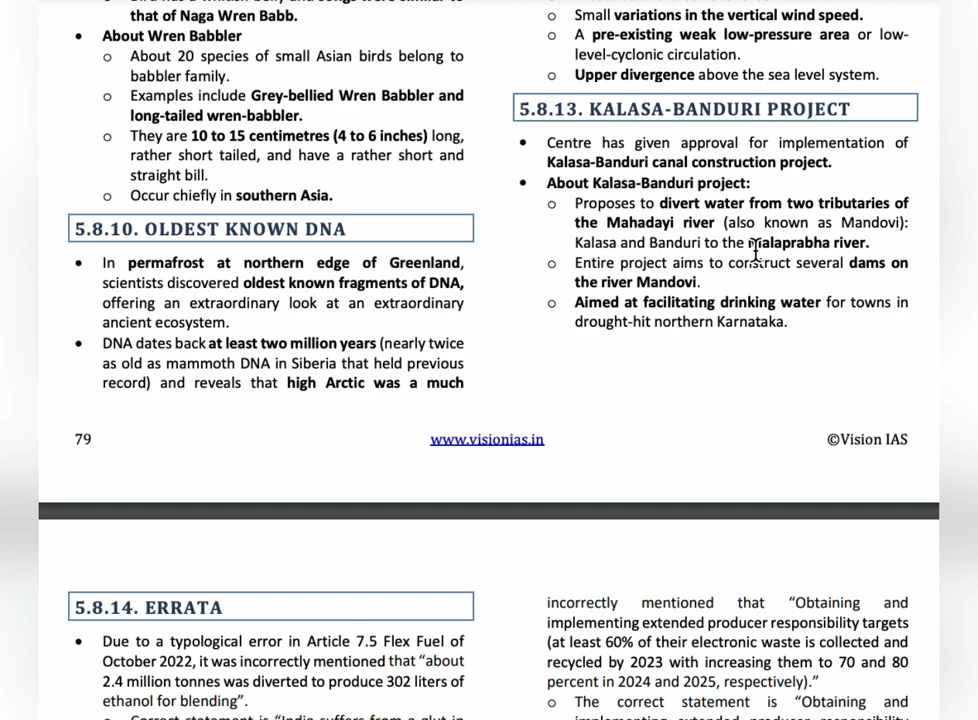 that of Naga Wren Babb.
• About Wren Babbler
o About 20 species of small Asian birds belong to
babbler family.
o Examples include Grey-bellied Wren Babbler and
long-tailed wren-babbler.
o They are 10 to 15 centimetres (4 to 6 inches) long,
rather short tailed, and have a rather short and
straight bill.
o Occur chiefly in southern Asia.
5.8.10. OLDEST KNOWN DNA
• In permafrost at northern edge of Greenland,
scientists discovered oldest known fragments of DNA,
offering an extraordinary look at an extraordinary
ancient ecosystem.
• DNA dates back at least two million years (nearly twice
as old as mammoth DNA in Siberia that held previous
record) and reveals that high Arctic was a much
o Small variations in the vertical wind speed.
o A pre-existing weak low-pressure area or low-
level-cyclonic circulation.
o Upper divergence above the sea level system.
5.8.13. KALASA-BANDURI PROJECT
• Centre has given approval for implementation of
Kalasa-Banduri canal construction project.
• About Kalasa-Banduri project:
o Proposes to divert water from two tributaries of
the Mahadayi river (also known as Mandovi):
Kalasa and Banduri to the Malaprabha river.
o Entire project aims to construct several dams on
the river Mandovi.
o Aimed at facilitating drinking water for towns in
drought-hit northern Karnataka.
79
www.visionias.in
©Vision IAS
5.8.14. ERRATA
• Due to a typological error in Article 7.5 Flex Fuel of
October 2022, it was incorrectly mentioned that “about
2.4 million tonnes was diverted to produce 302 liters of
ethanol for blending”.
incorrectly mentioned that “Obtaining and
implementing extended producer responsibility targets
(at least 60% of their electronic waste is collected and
recycled by 2023 with increasing them to 70 and 80
percent in 2024 and 2025, respectively).”
o The correct statement is “Obtaining and